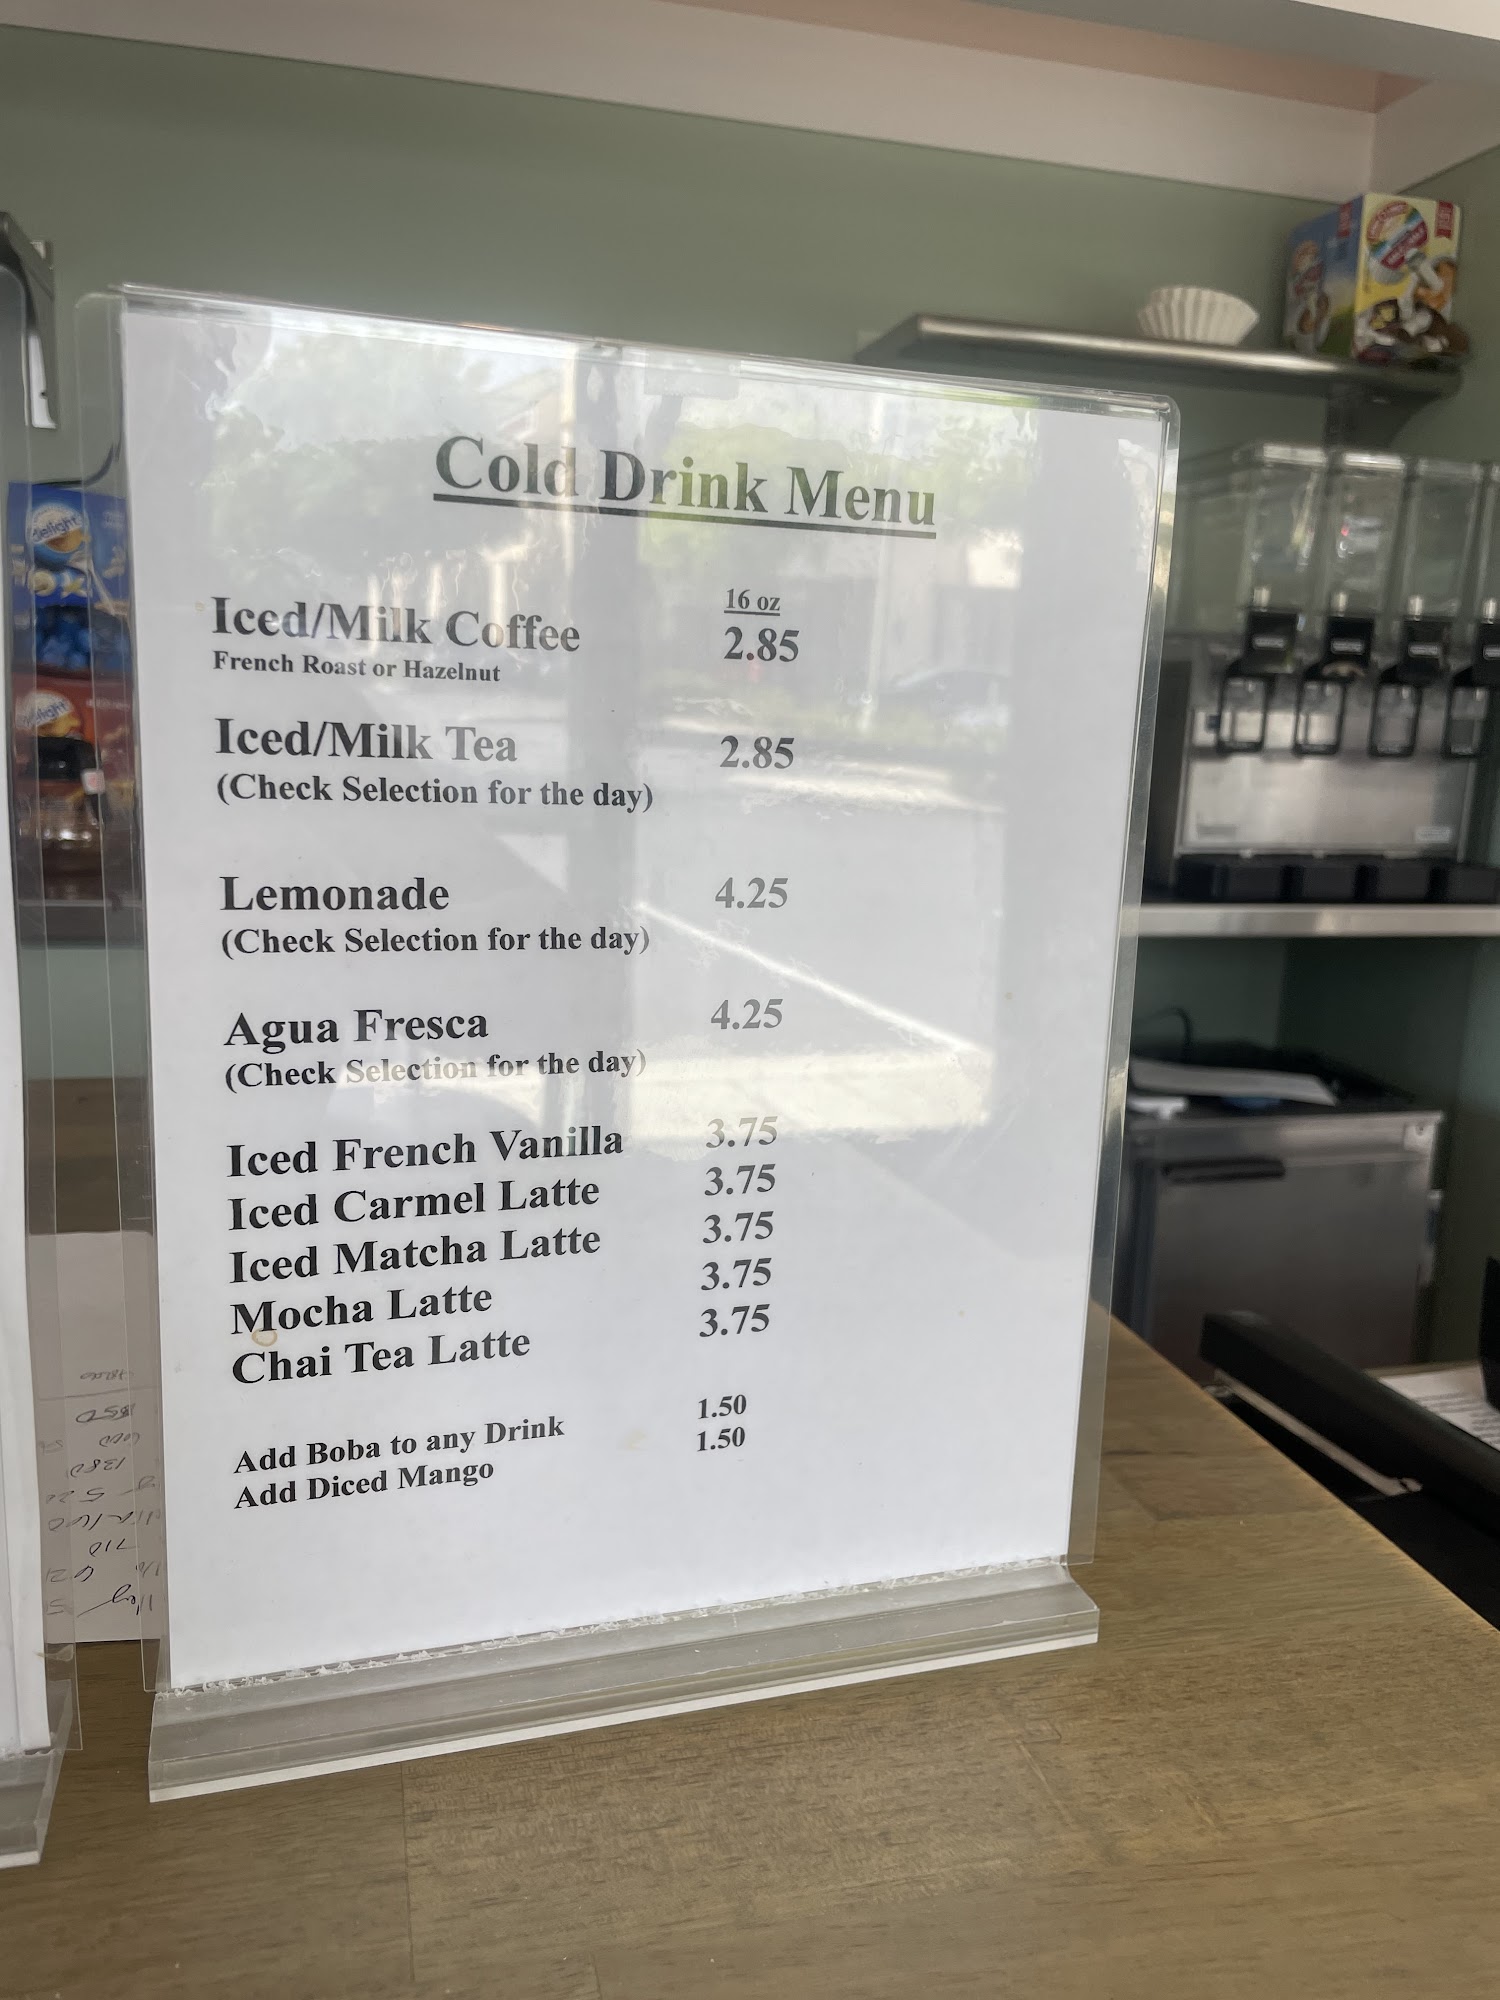 Cold Drink Menu
16 oz
Iced/Milk Coffee 2.85
French Roast or Hazelnut
Iced/Milk Tea 2.85
(Check Selection for the day)
Lemonade 4.25
(Check Selection for the day)
Agua Fresca 4.25
(Check Selection for the day)
Iced French Vanilla 3.75
Iced Carmel Latte 3.75
Iced Matcha Latte 3.75
Mocha Latte 3.75
Chai Tea Latte 3.75
Add Boba to any Drink 1.50
Add Diced Mango 1.50
delight